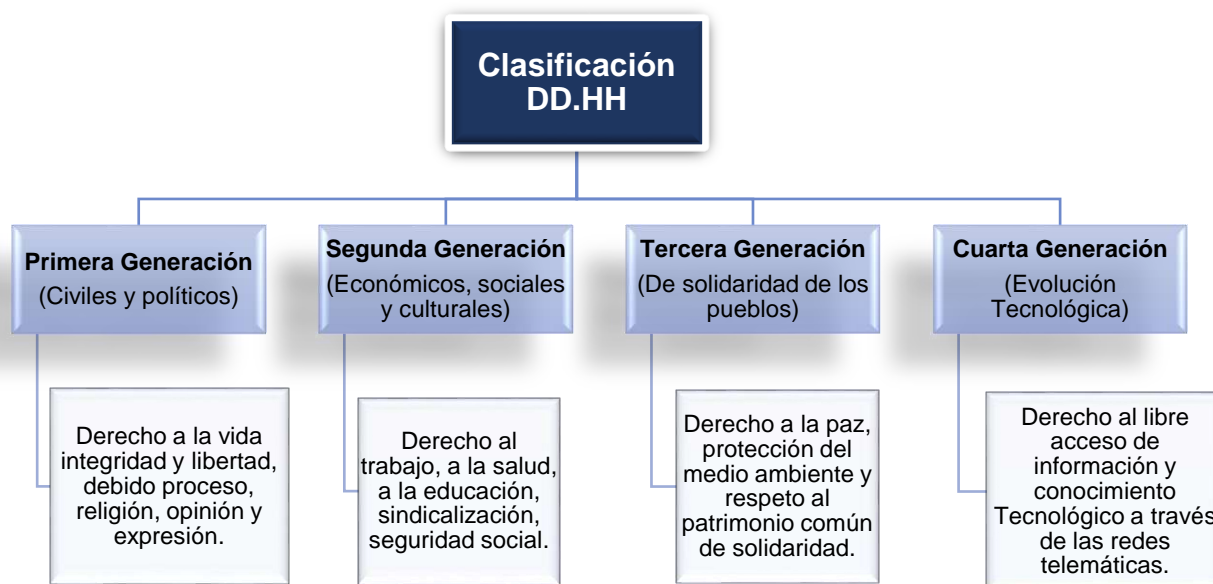 Clasificación
DD.HH
Primera Generación
(Civiles y políticos)
Segunda Generación
(Económicos, sociales
y culturales)
Tercera Generación
(De solidaridad de los
pueblos)
Cuarta Generación
(Evolución
Tecnológica)
Derecho a la vida
integridad y libertad,
debido proceso,
religión, opinión y
expresión.
Derecho al
trabajo, a la salud,
a la educación,
sindicalización,
seguridad social.
Derecho a la paz,
protección del
medio ambiente y
respeto al
patrimonio común
de solidaridad.
Derecho al libre
acceso de
información y
conocimiento
Tecnológico a través
de las redes
telemáticas.